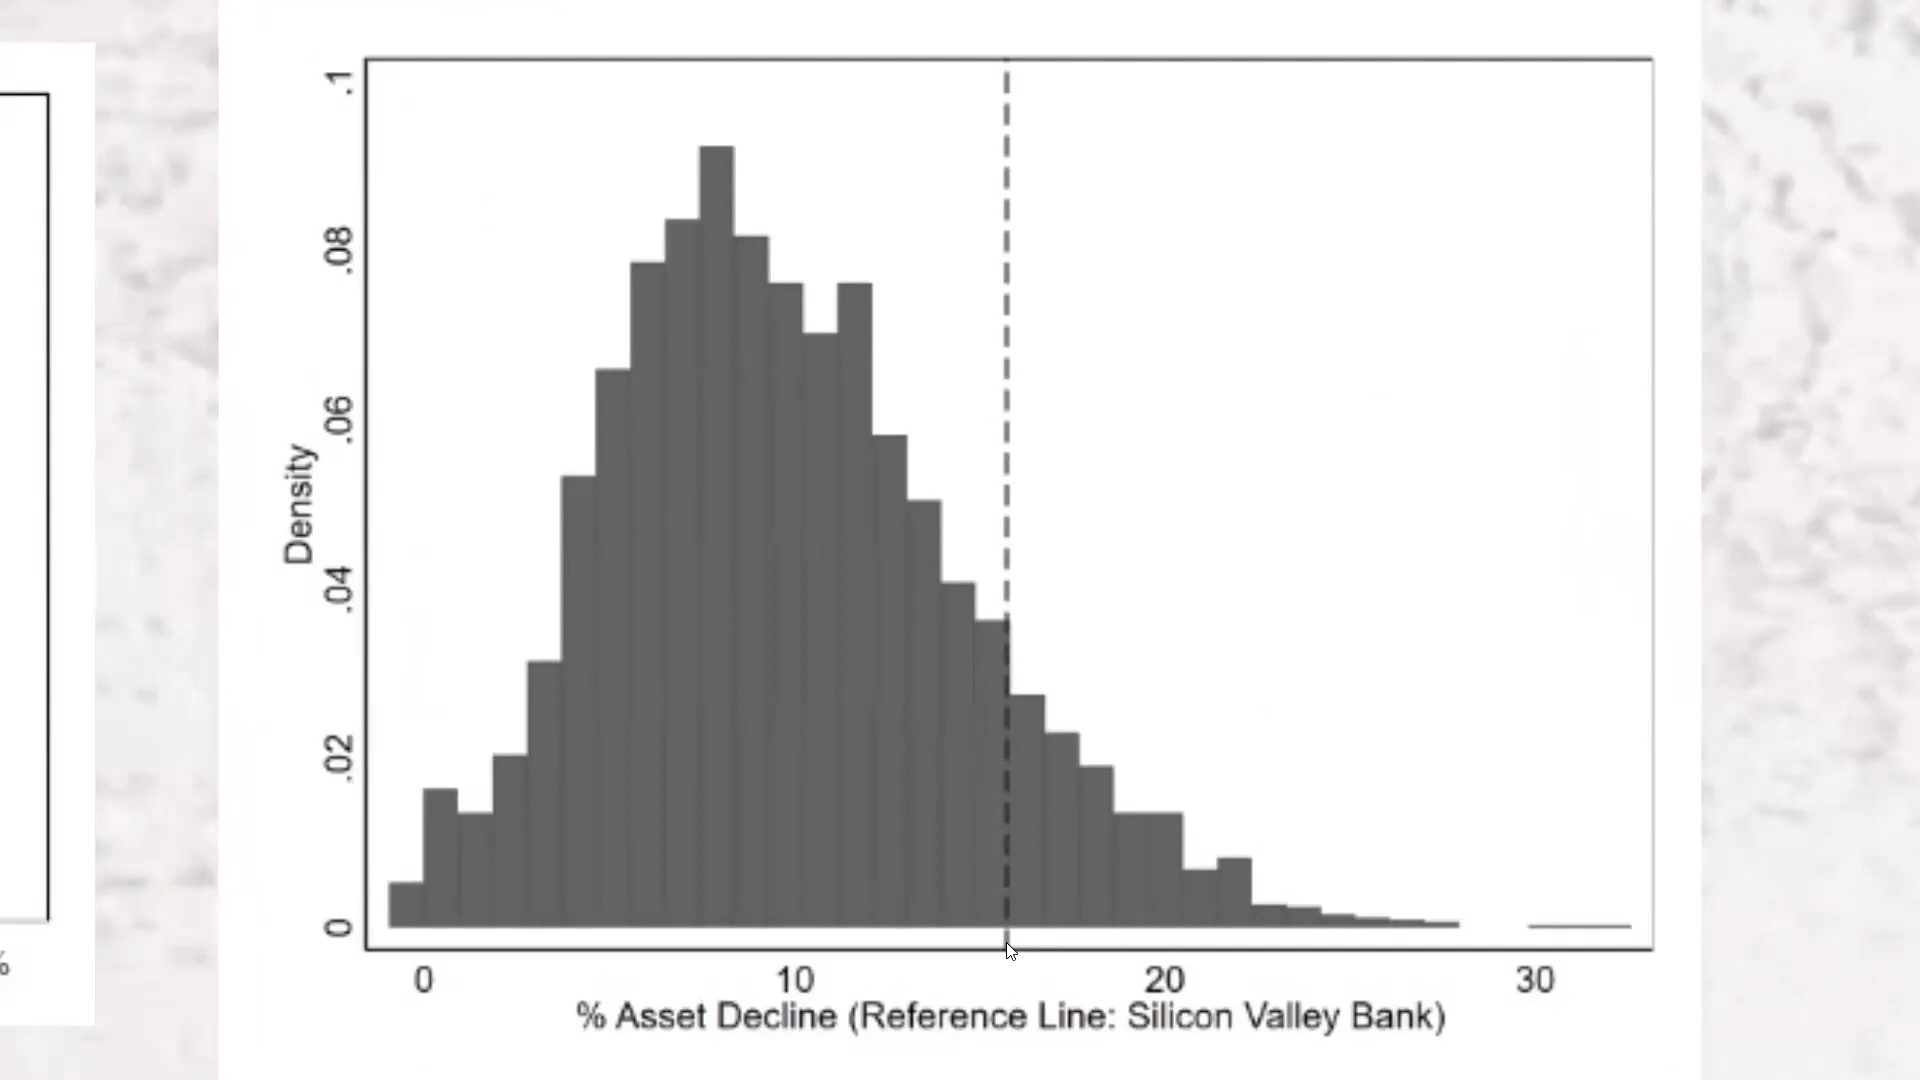 %
Density
.1
.08
.06
.04
.02
0
0 10 20 30
% Asset Decline (Reference Line: Silicon Valley Bank)